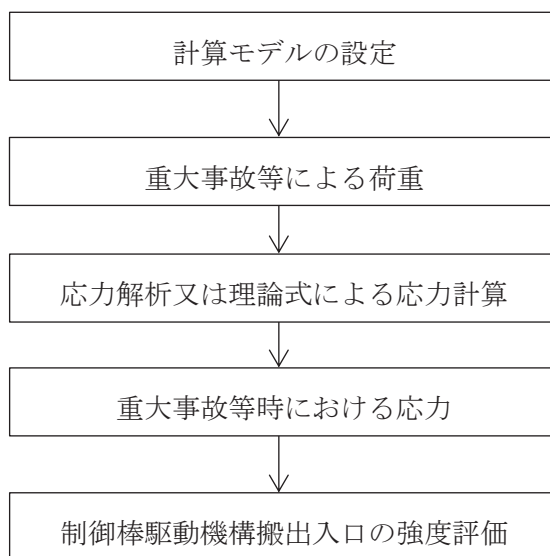 計算モデルの設定
重大事故等による荷重
応力解析又は理論式による応力計算
重大事故等時における応力
制御棒駆動機構搬出入口の強度評価